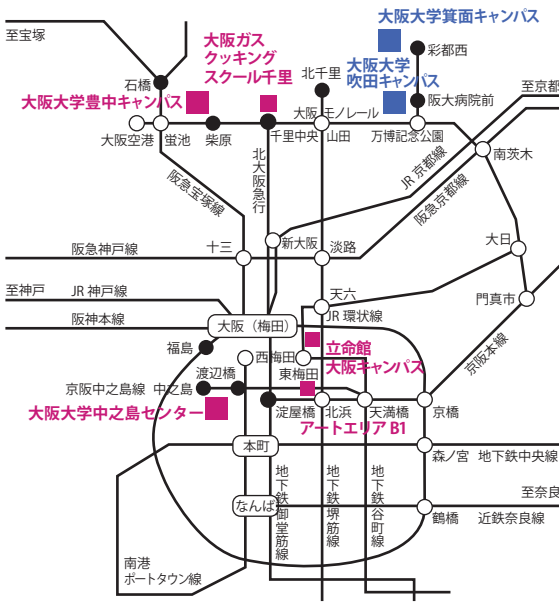 大阪大学箕面キャンパス
至宝塚
大阪ガス
クッキング
スクール千里
彩都西
石橋
北千里
大阪大学
吹田キャンパス
大阪大学豊中キャンパス
阪大病院前
至京都
大阪モノレール
大阪空港
蛍池
柴原
千里中央
山田
万博記念公園
南茨木
北大阪急行
JR 京都線
阪急宝塚線
阪急京都線
十三
新大阪
淡路
大日
阪急神戸線
至神戸
JR 神戸線
天六
門真市
阪神本線
大阪（梅田）
JR 環状線
京阪本線
福島
西梅田
立命館
大阪キャンパス
東梅田
渡辺橋
京阪中之島線
中之島
大阪大学中之島センター
淀屋橋
北浜
天満橋
京橋
アートエリア B1
本町
森ノ宮
地下鉄中央線
地下鉄御堂筋線
地下鉄堺筋線
地下鉄谷町線
至奈良
なんば
鶴橋
近鉄奈良線
南港
ポートタウン線